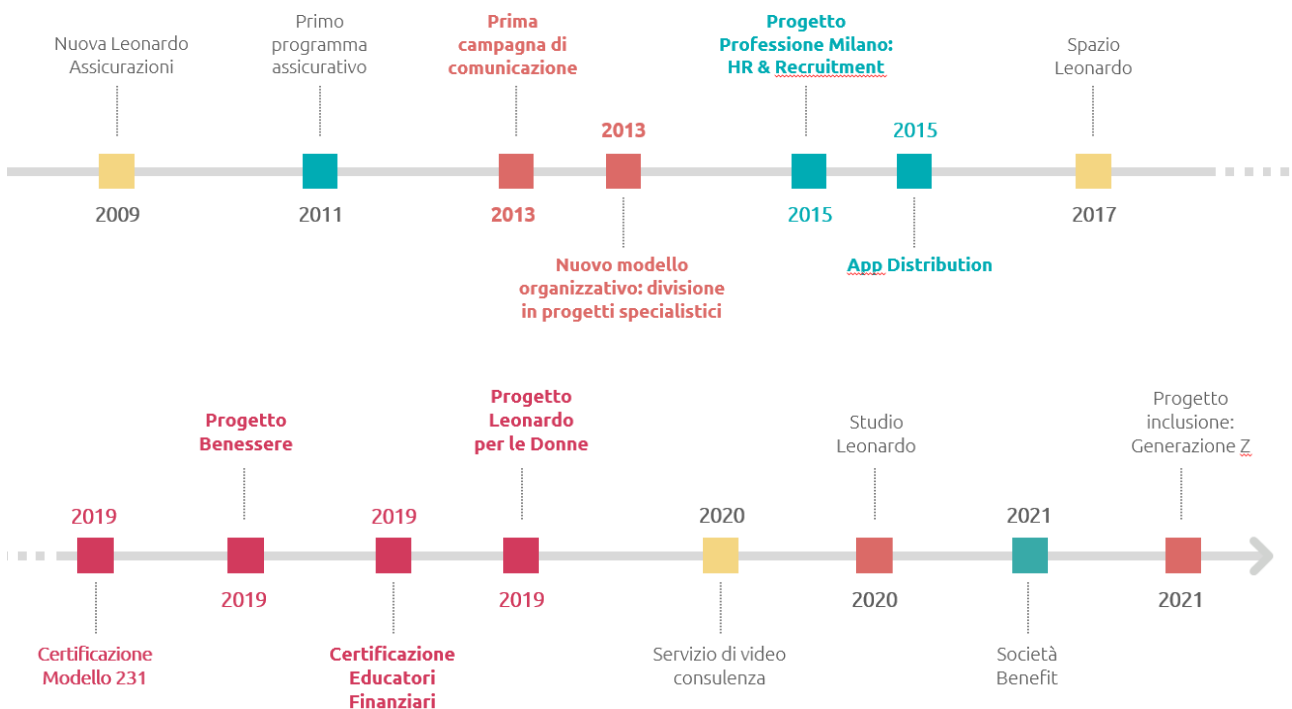 Nuova Leonardo
Assicurazioni
2009
Primo
programma
assicurativo
2011
Prima
campagna di
comunicazione
2013
2013
Nuovo modello
organizzativo: divisione
in progetti specialistici
Progetto
Professione Milano:
HR & Recruitment
2015
2015
App Distribution
Spazio
Leonardo
2017
2019
Certificazione
Modello 231
Progetto
Benessere
2019
2019
Certificazione
Educatori
Finanziari
Progetto
Leonardo
per le Donne
2019
2020
Servizio di video
consulenza
Studio
Leonardo
2020
2021
Società
Benefit
Progetto
inclusione:
Generazione Z
2021